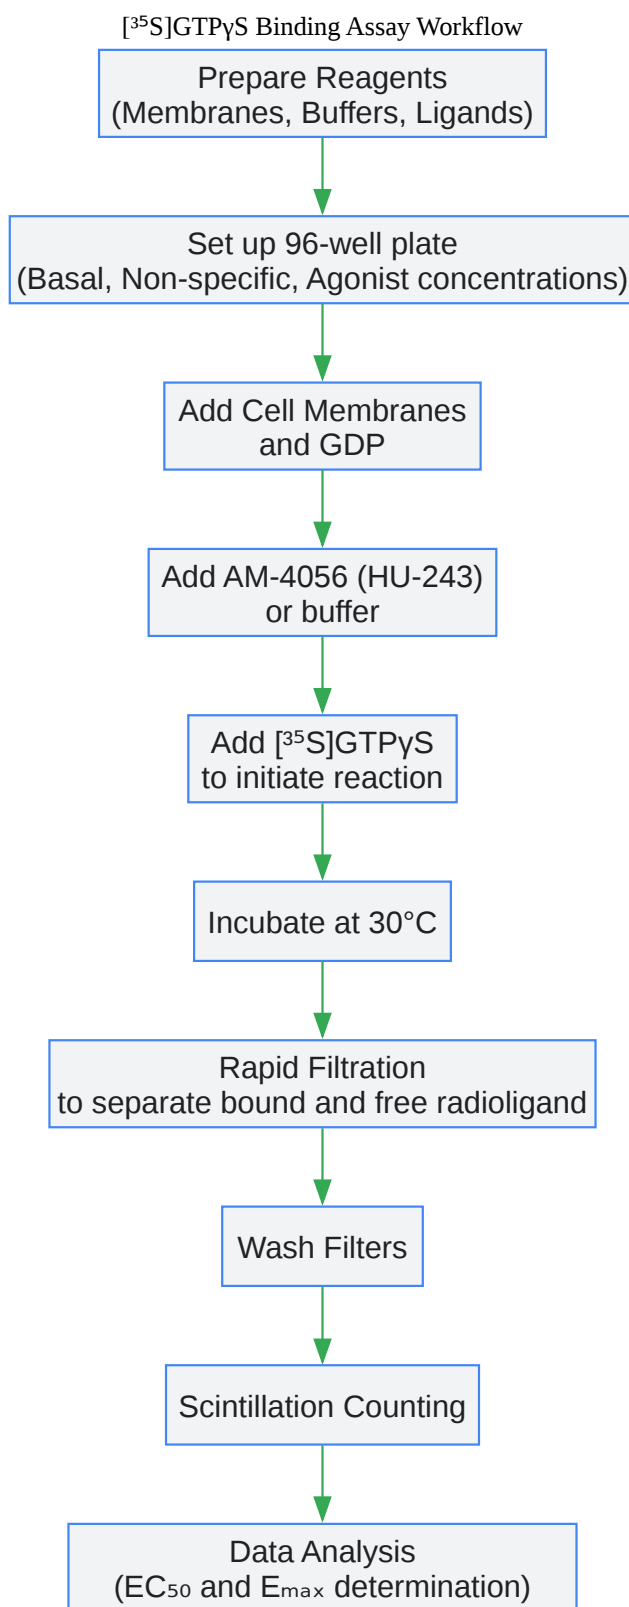 [³⁵S]GTPγS Binding Assay Workflow
Prepare Reagents
(Membranes, Buffers, Ligands)
Set up 96-well plate
(Basal, Non-specific, Agonist concentrations)
Add Cell Membranes
and GDP
Add AM-4056 (HU-243)
or buffer
Add [³⁵S]GTPγS
to initiate reaction
Incubate at 30°C
Rapid Filtration
to separate bound and free radioligand
Wash Filters
Scintillation Counting
Data Analysis
(EC₅₀ and Eₘₐₓ determination)